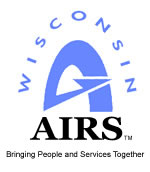 WISCONSIN
AIRS™
Bringing People and Services Together